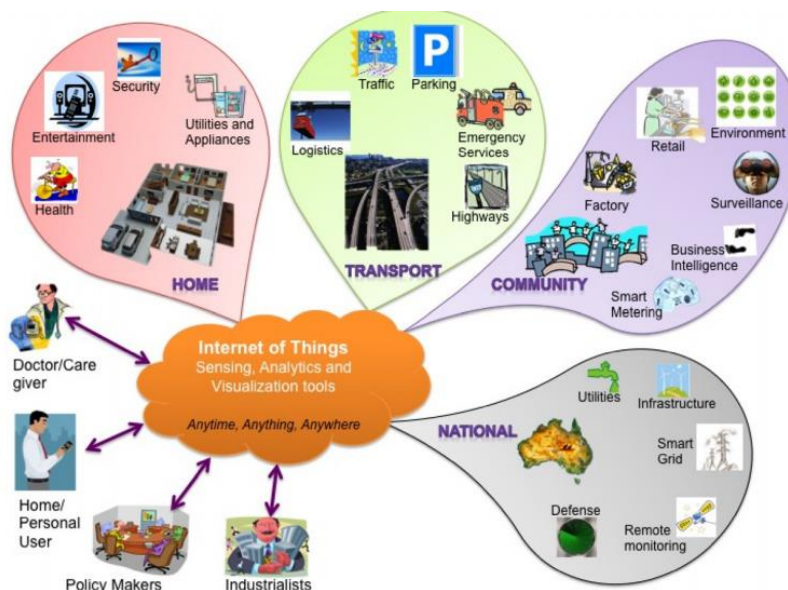 Security
Entertainment
Utilities and
Appliances
Health
HOME
Traffic
P
Parking
Logistics
Emergency
Services
Highways
TRANSPORT
Retail
Environment
Factory
Surveillance
Business
Intelligence
Smart
Metering
COMMUNITY
Internet of Things
Sensing, Analytics and
Visualization tools
Anytime, Anything, Anywhere
Doctor/Care
giver
Home/
Personal
User
Policy Makers
Industrialists
NATIONAL
Utilities
Infrastructure
Smart
Grid
Defense
Remote
monitoring